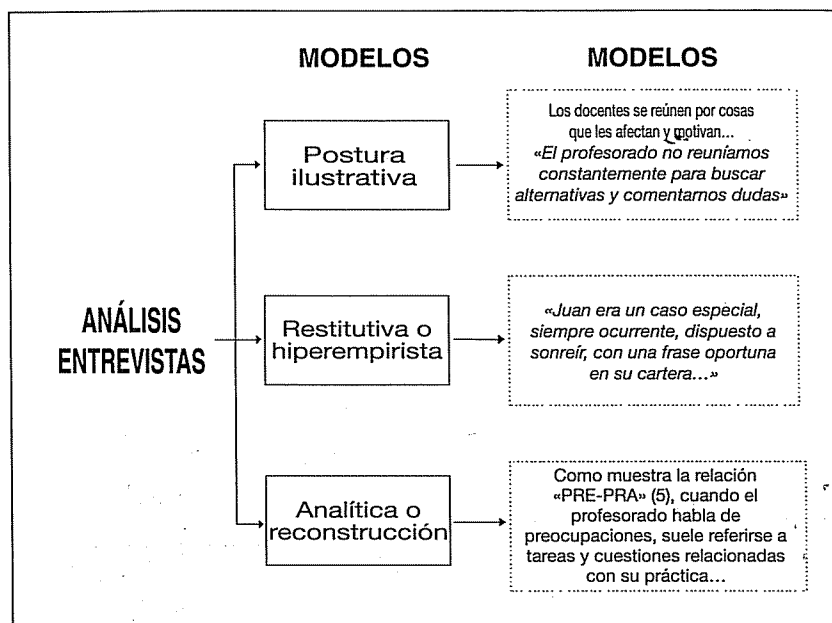 MODELOS
MODELOS
ANÁLISIS
ENTREVISTAS
Postura
ilustrativa
Los docentes se reúnen por cosas
que les afectan y motivan...
«El profesorado no reuníamos
constantemente para buscar
alternativas y comentarnos dudas»
Restitutiva o
hiperempirista
«Juan era un caso especial,
siempre ocurrente, dispuesto a
sonreír, con una frase oportuna
en su cartera...»
Analítica o
reconstrucción
Como muestra la relación
«PRE-PRA» (5), cuando el
profesorado habla de
preocupaciones, suele referirse a
tareas y cuestiones relacionadas
con su práctica...